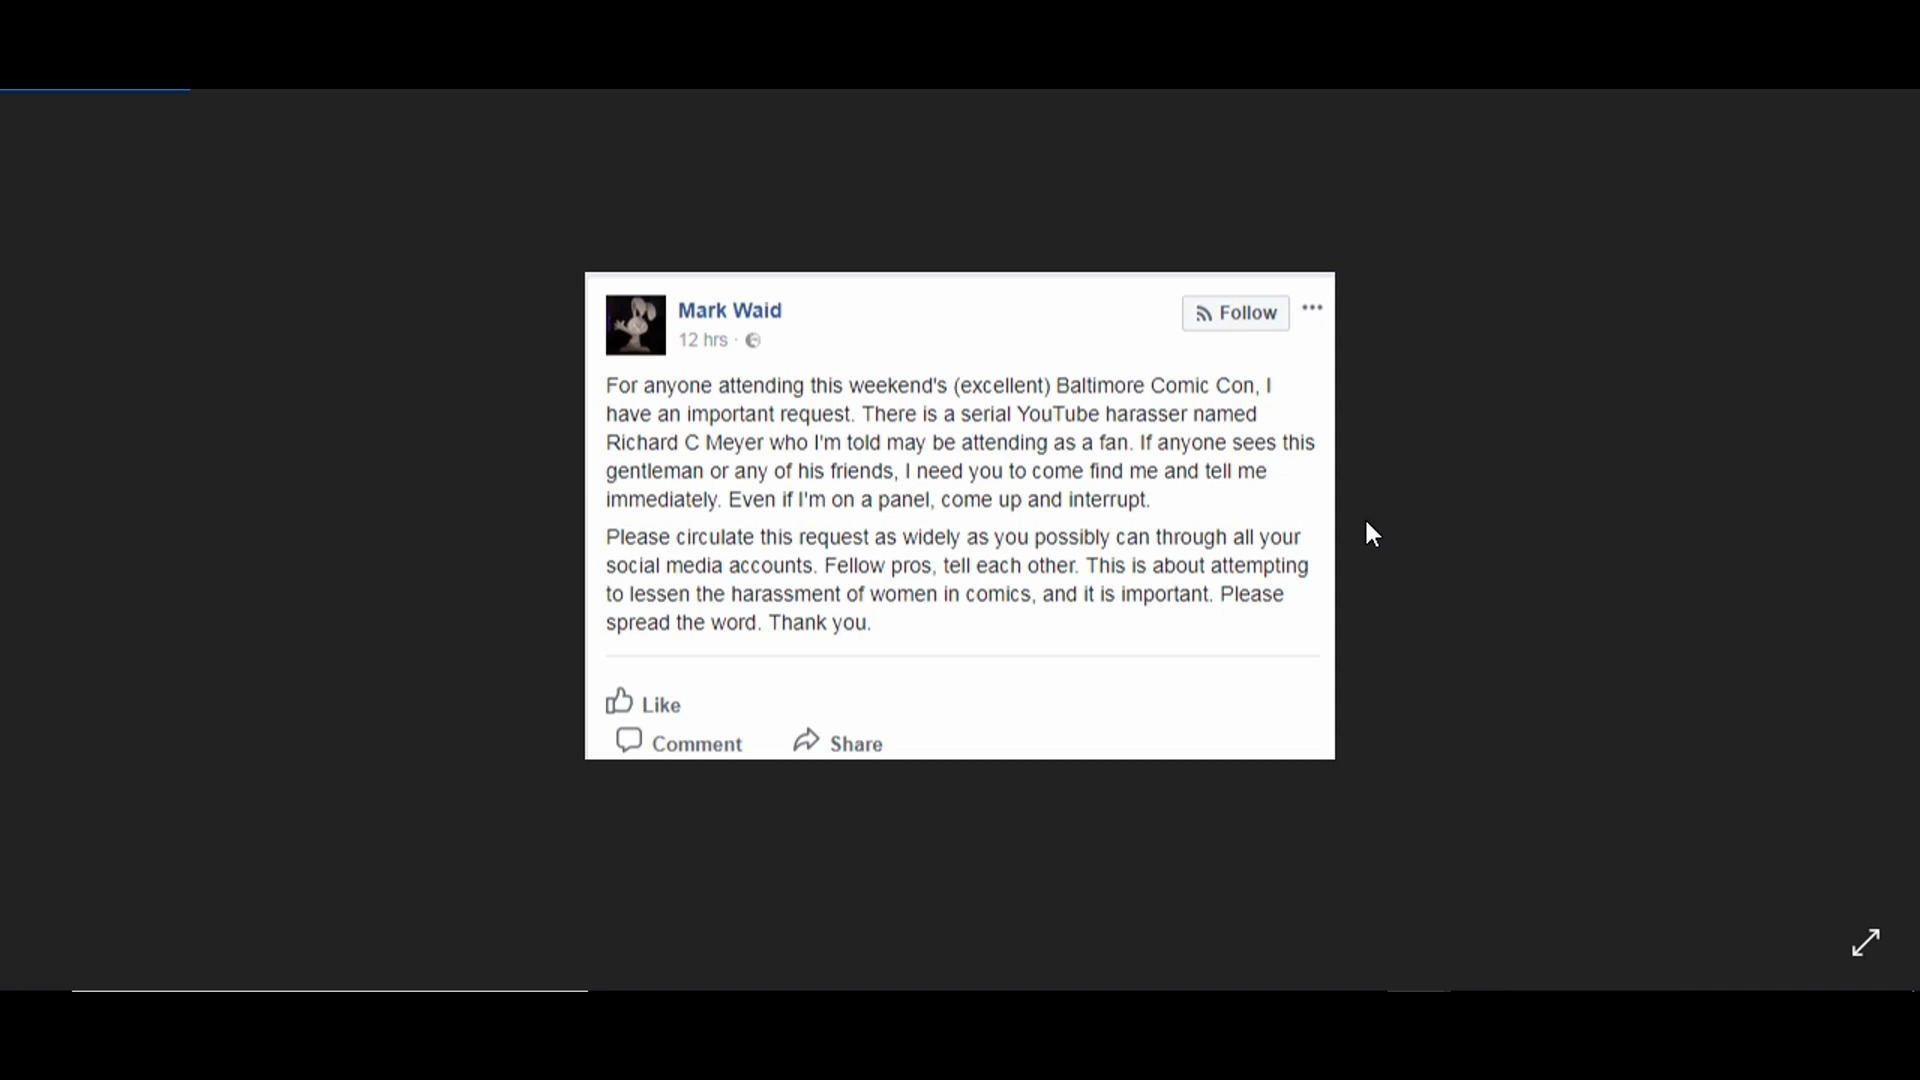 Mark Waid
Follow
12 hrs ·
For anyone attending this weekend's (excellent) Baltimore Comic Con, I
have an important request. There is a serial YouTube harasser named
Richard C Meyer who I'm told may be attending as a fan. If anyone sees this
gentleman or any of his friends, I need you to come find me and tell me
immediately. Even if I'm on a panel, come up and interrupt.
Please circulate this request as widely as you possibly can through all your
social media accounts. Fellow pros, tell each other. This is about attempting
to lessen the harassment of women in comics, and it is important. Please
spread the word. Thank you.
Like
Comment Share